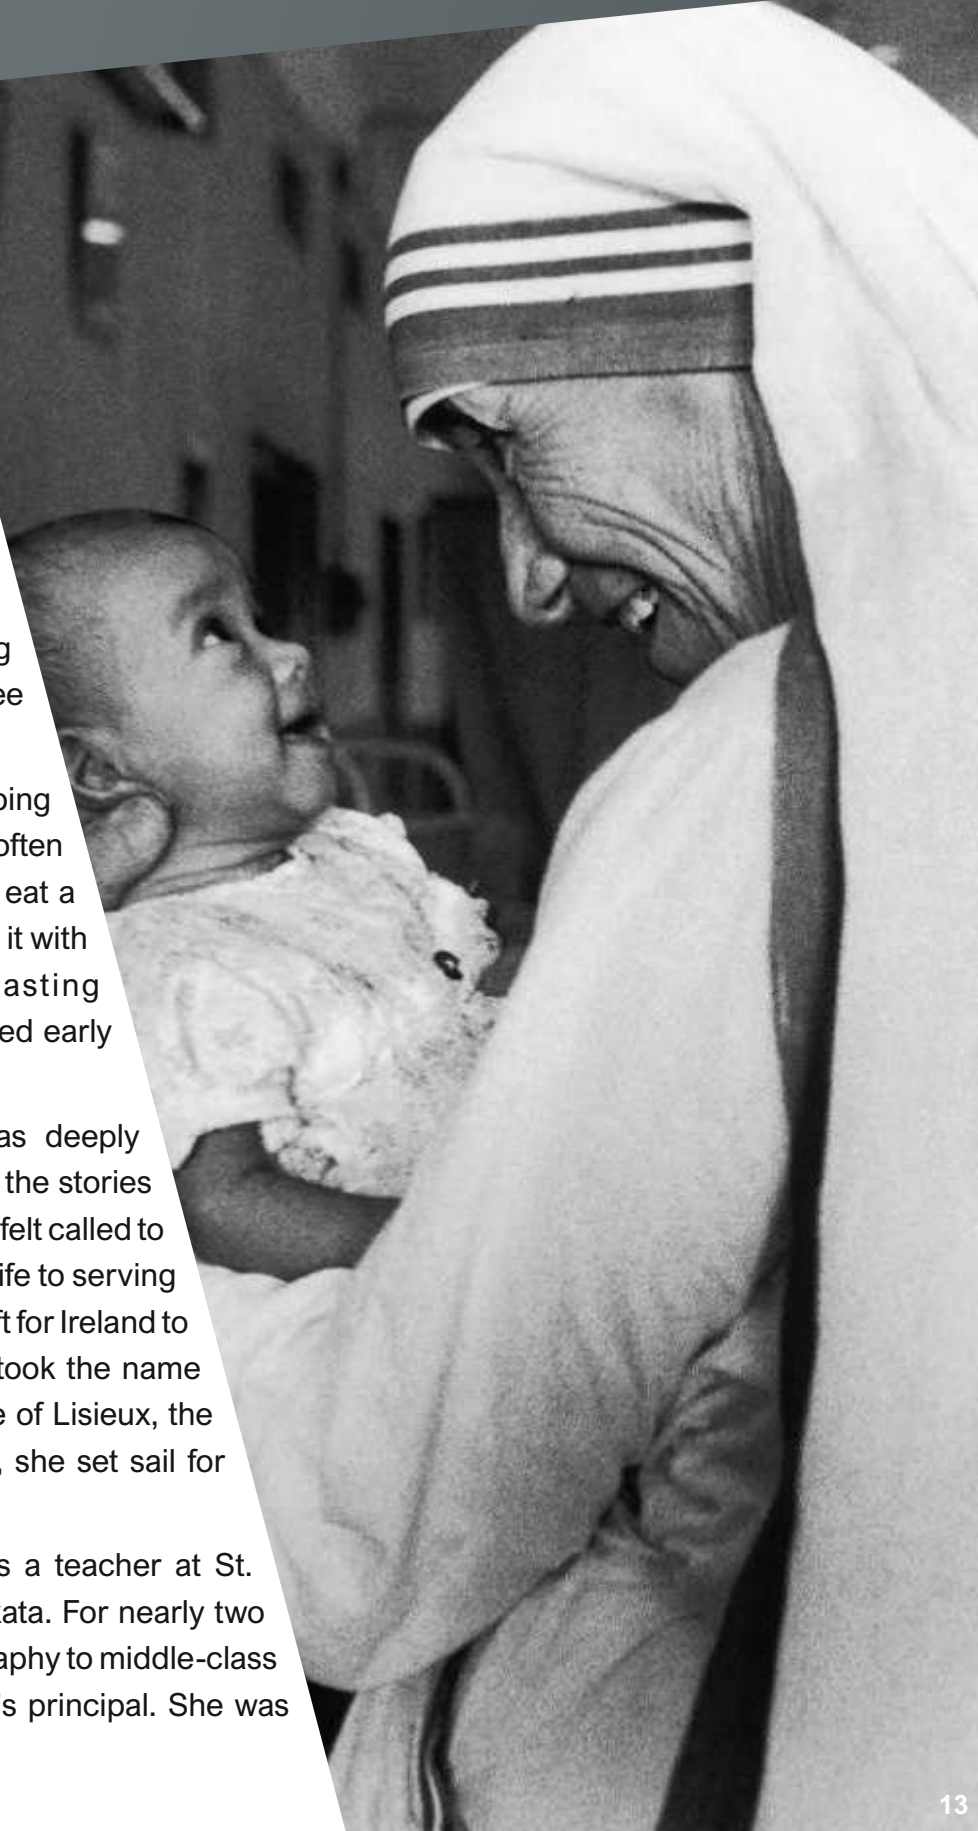 g
ee
ping
often
eat a
it with
asting
ed early
as deeply
the stories
felt called to
ife to serving
ft for Ireland to
took the name
e of Lisieux, the
, she set sail for
s a teacher at St.
kata. For nearly two
aphy to middle-class
's principal. She was
13